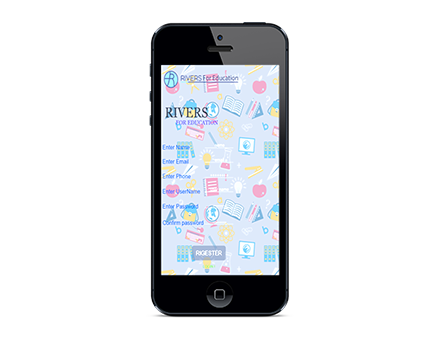 RIVERS For Education
RIVERS
FOR EDUCATION
Enter Name
Enter Email
Enter Phone
Enter UserName
Enter Password
Confirm password
RIGESTER